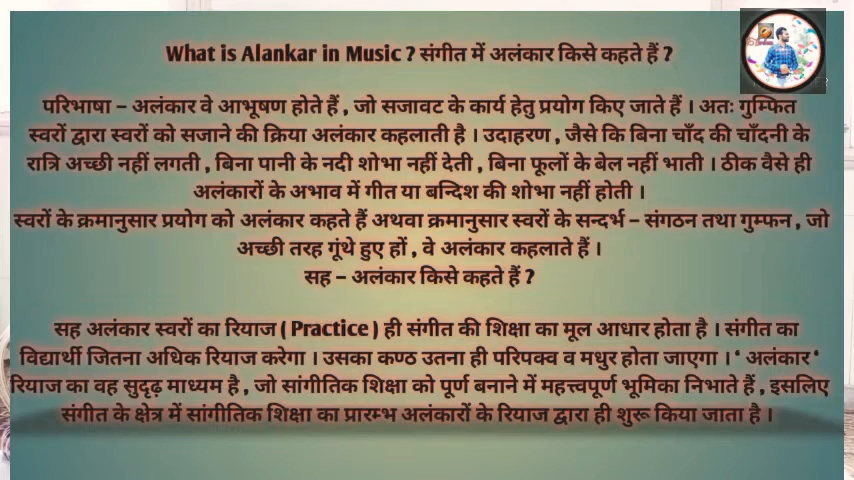 What is Alankar in Music ? संगीत में अलंकार किसे कहते हैं ?
परिभाषा – अलंकार वे आभूषण होते हैं , जो सजावट के कार्य हेतु प्रयोग किए जाते हैं । अतः गुम्फित
स्वरों द्वारा स्वरों को सजाने की क्रिया अलंकार कहलाती है । उदाहरण , जैसे कि बिना चाँद की चाँदनी के
रात्रि अच्छी नहीं लगती , बिना पानी के नदी शोभा नहीं देती , बिना फूलों के बेल नहीं भाती । ठीक वैसे ही
अलंकारों के अभाव में गीत या बन्दिश की शोभा नहीं होती ।
स्वरों के क्रमानुसार प्रयोग को अलंकार कहते हैं अथवा क्रमानुसार स्वरों के सन्दर्भ – संगठन तथा गुम्फन , जो
अच्छी तरह गूंथे हुए हों , वे अलंकार कहलाते हैं ।
सह – अलंकार किसे कहते हैं ?
सह अलंकार स्वरों का रियाज ( Practice ) ही संगीत की शिक्षा का मूल आधार होता है । संगीत का
विद्यार्थी जितना अधिक रियाज करेगा । उसका कण्ठ उतना ही परिपक्व व मधुर होता जाएगा । ‘ अलंकार ‘
रियाज का वह सुदृढ़ माध्यम है , जो सांगीतिक शिक्षा को पूर्ण बनाने में महत्त्वपूर्ण भूमिका निभाते हैं , इसलिए
संगीत के क्षेत्र में सांगीतिक शिक्षा का प्रारम्भ अलंकारों के रियाज द्वारा ही शुरू किया जाता है ।